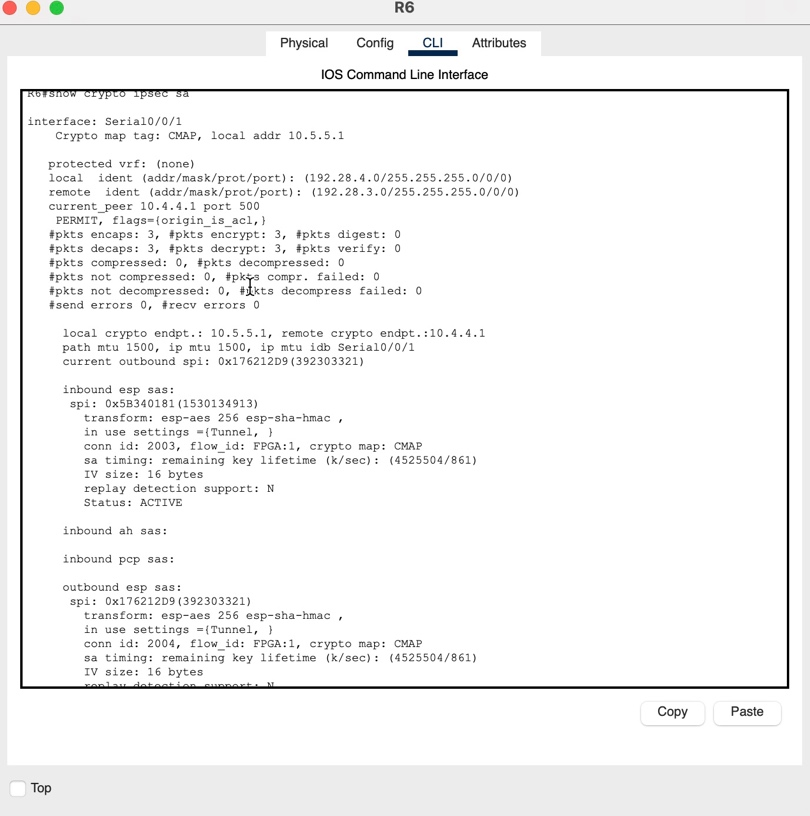 R6
Physical Config CLI Attributes
IOS Command Line Interface
R6#show crypto ipsec sa
interface: Serial0/0/1
Crypto map tag: CMAP, local addr 10.5.5.1
protected vrf: (none)
local ident (addr/mask/prot/port): (192.28.4.0/255.255.255.0/0/0)
remote ident (addr/mask/prot/port): (192.28.3.0/255.255.255.0/0/0)
current_peer 10.4.4.1 port 500
PERMIT, flags={origin_is_acl,}
#pkts encaps: 3, #pkts encrypt: 3, #pkts digest: 0
#pkts decaps: 3, #pkts decrypt: 3, #pkts verify: 0
#pkts compressed: 0, #pkts decompressed: 0
#pkts not compressed: 0, #pkts compr. failed: 0
#pkts not decompressed: 0, #pkts decompress failed: 0
#send errors 0, #recv errors 0
local crypto endpt.: 10.5.5.1, remote crypto endpt.:10.4.4.1
path mtu 1500, ip mtu 1500, ip mtu idb Serial0/0/1
current outbound spi: 0x176212D9(392303321)
inbound esp sas:
spi: 0x5B340181(1530134913)
transform: esp-aes 256 esp-sha-hmac ,
in use settings ={Tunnel, }
conn id: 2003, flow_id: FPGA:1, crypto map: CMAP
sa timing: remaining key lifetime (k/sec): (4525504/861)
IV size: 16 bytes
replay detection support: N
Status: ACTIVE
inbound ah sas:
inbound pcp sas:
outbound esp sas:
spi: 0x176212D9(392303321)
transform: esp-aes 256 esp-sha-hmac ,
in use settings ={Tunnel, }
conn id: 2004, flow_id: FPGA:1, crypto map: CMAP
sa timing: remaining key lifetime (k/sec): (4525504/861)
IV size: 16 bytes
replay detection support: N
Copy Paste
Top